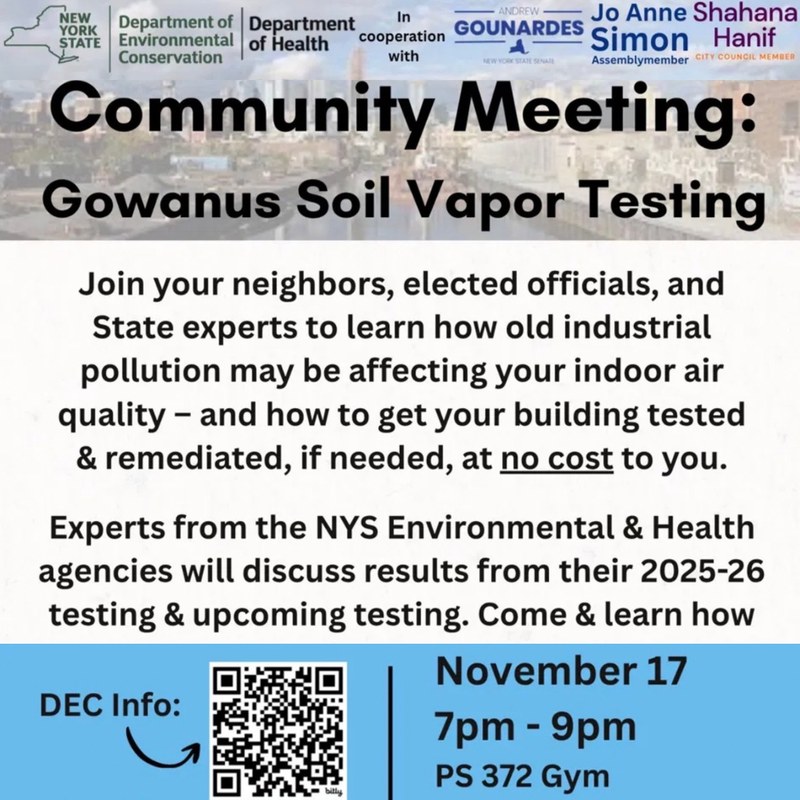 NEW YORK STATE
Department of Environmental Conservation
Department of Health
In cooperation with
ANDREW
GOUNARDES
NEW YORK STATE SENATE
Jo Anne
Simon
Assemblymember
Shahana
Hanif
CITY COUNCIL MEMBER
Community Meeting:
Gowanus Soil Vapor Testing
Join your neighbors, elected officials, and
State experts to learn how old industrial
pollution may be affecting your indoor air
quality – and how to get your building tested
& remediated, if needed, at no cost to you.
Experts from the NYS Environmental & Health
agencies will discuss results from their 2025-26
testing & upcoming testing. Come & learn how
DEC Info:
bitly
November 17
7pm - 9pm
PS 372 Gym